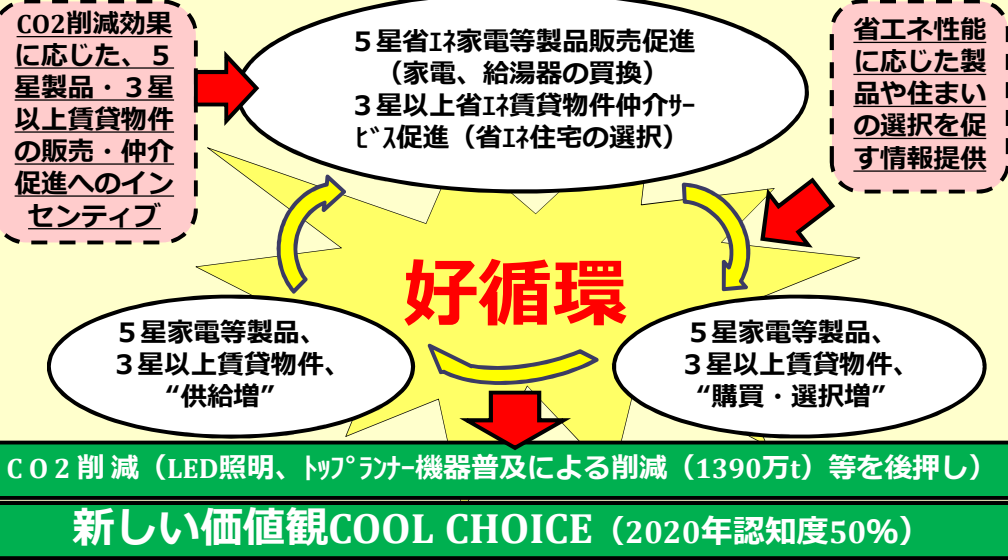 CO2削減効果
に応じた、５
星製品・３星
以上賃貸物件
の販売・仲介
促進へのイン
センティブ
５星省ｴﾈ家電等製品販売促進
（家電、給湯器の買換）
３星以上省ｴﾈ賃貸物件仲介ｻｰ
ﾋﾞｽ促進（省ｴﾈ住宅の選択）
省エネ性能
に応じた製
品や住まい
の選択を促
す情報提供
好循環
５星家電等製品、
３星以上賃貸物件、
“供給増”
５星家電等製品、
３星以上賃貸物件、
“購買・選択増”
ＣＯ２削減（LED照明、ﾄｯﾌﾟﾗﾝﾅｰ機器普及による削減（1390万t）等を後押し）
新しい価値観COOL CHOICE（2020年認知度50%）